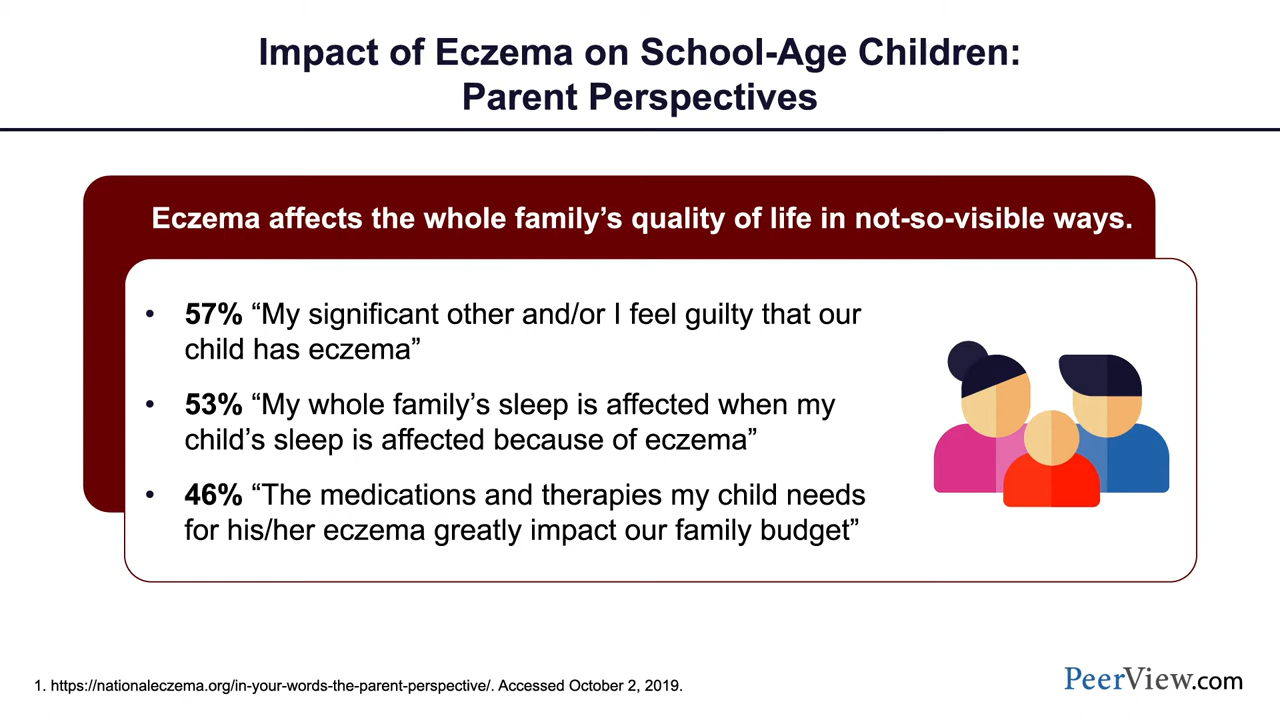 Impact of Eczema on School-Age Children:
Parent Perspectives
Eczema affects the whole family’s quality of life in not-so-visible ways.
• 57% “My significant other and/or I feel guilty that our
child has eczema”
• 53% “My whole family’s sleep is affected when my
child’s sleep is affected because of eczema”
• 46% “The medications and therapies my child needs
for his/her eczema greatly impact our family budget”
1. https://nationaleczema.org/in-your-words-the-parent-perspective/. Accessed October 2, 2019.
PeerView.com